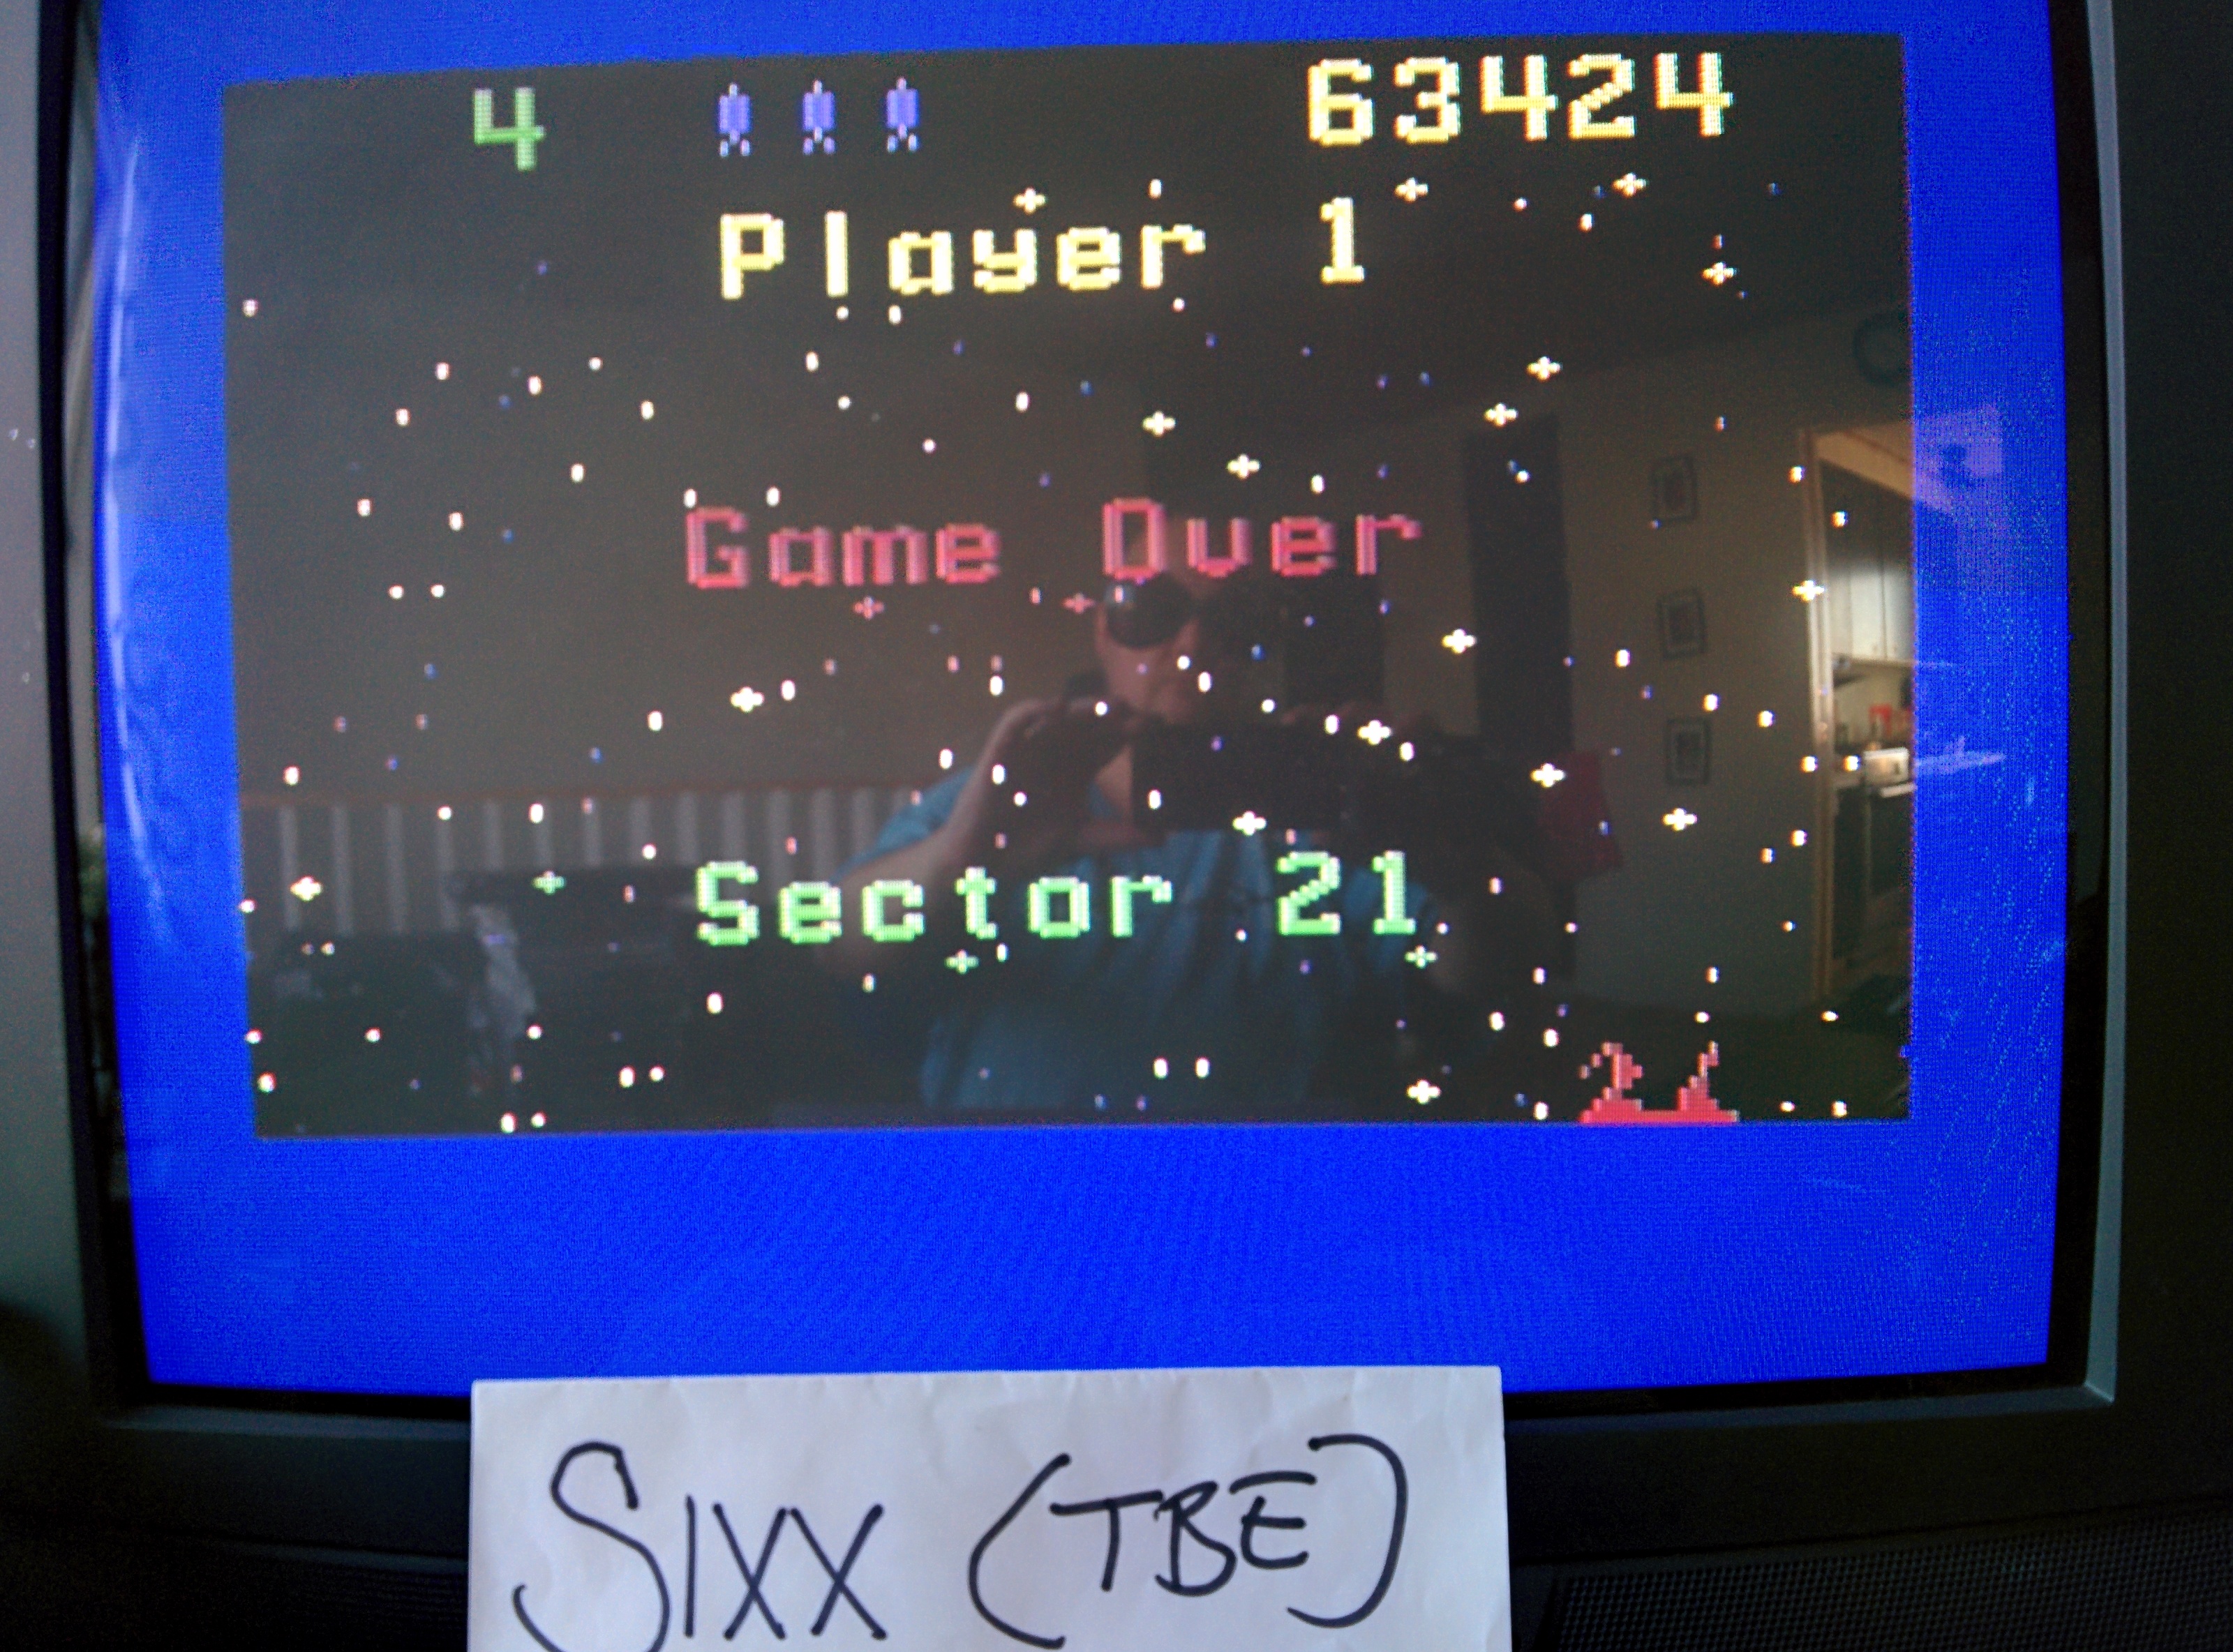 4 63424
Player 1
Game Over
Sector 21
SIXX (TBE)